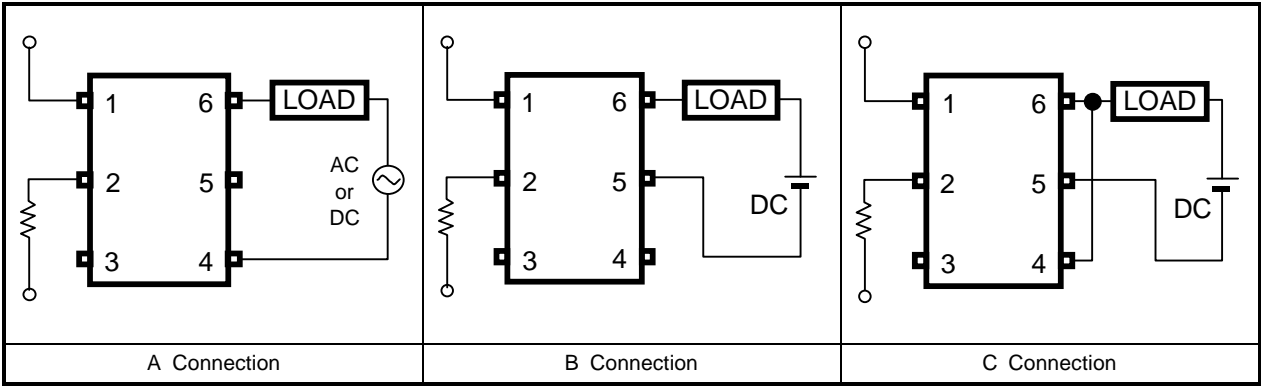 1 6 LOAD
2 5 AC
or
DC
3 4
A Connection
1 6 LOAD
2 5 DC
3 4
B Connection
1 6 LOAD
2 5 DC
3 4
C Connection